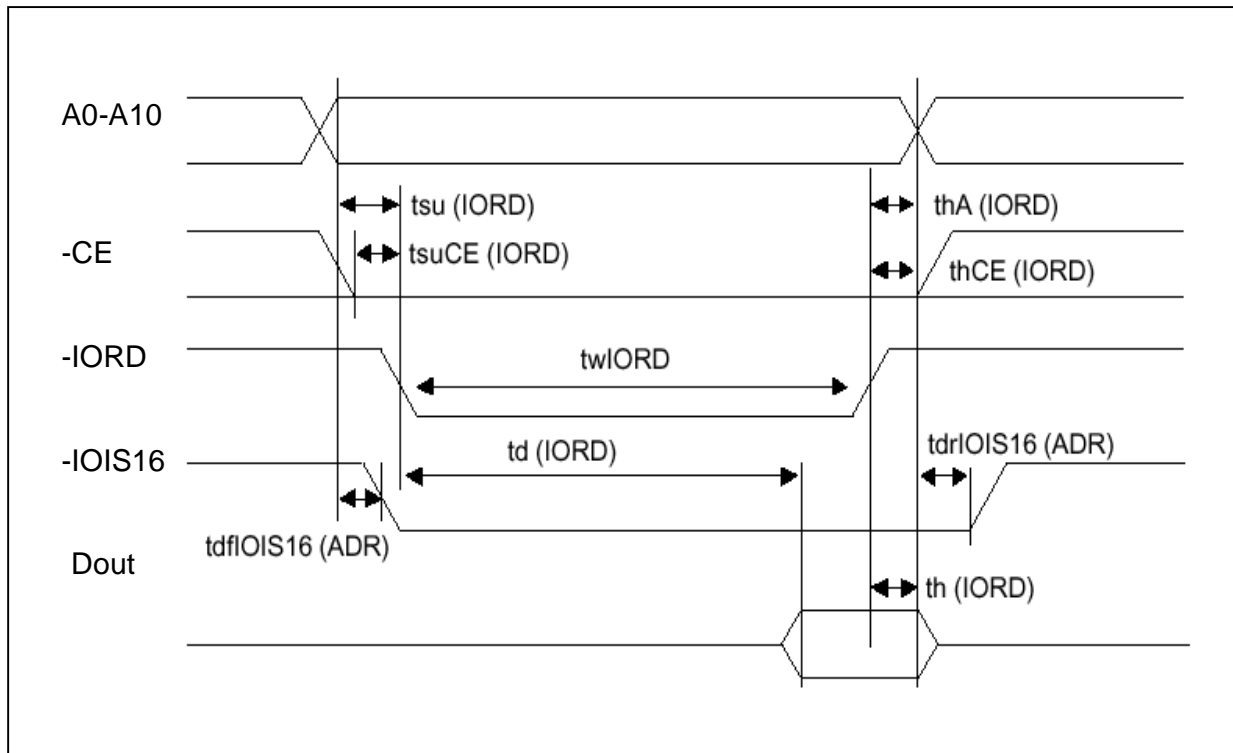 A0-A10
tsu (IORD)
thA (IORD)
-CE
tsuCE (IORD)
thCE (IORD)
-IORD
twIORD
-IOIS16
td (IORD)
tdrIOIS16 (ADR)
tdfIOIS16 (ADR)
Dout
th (IORD)